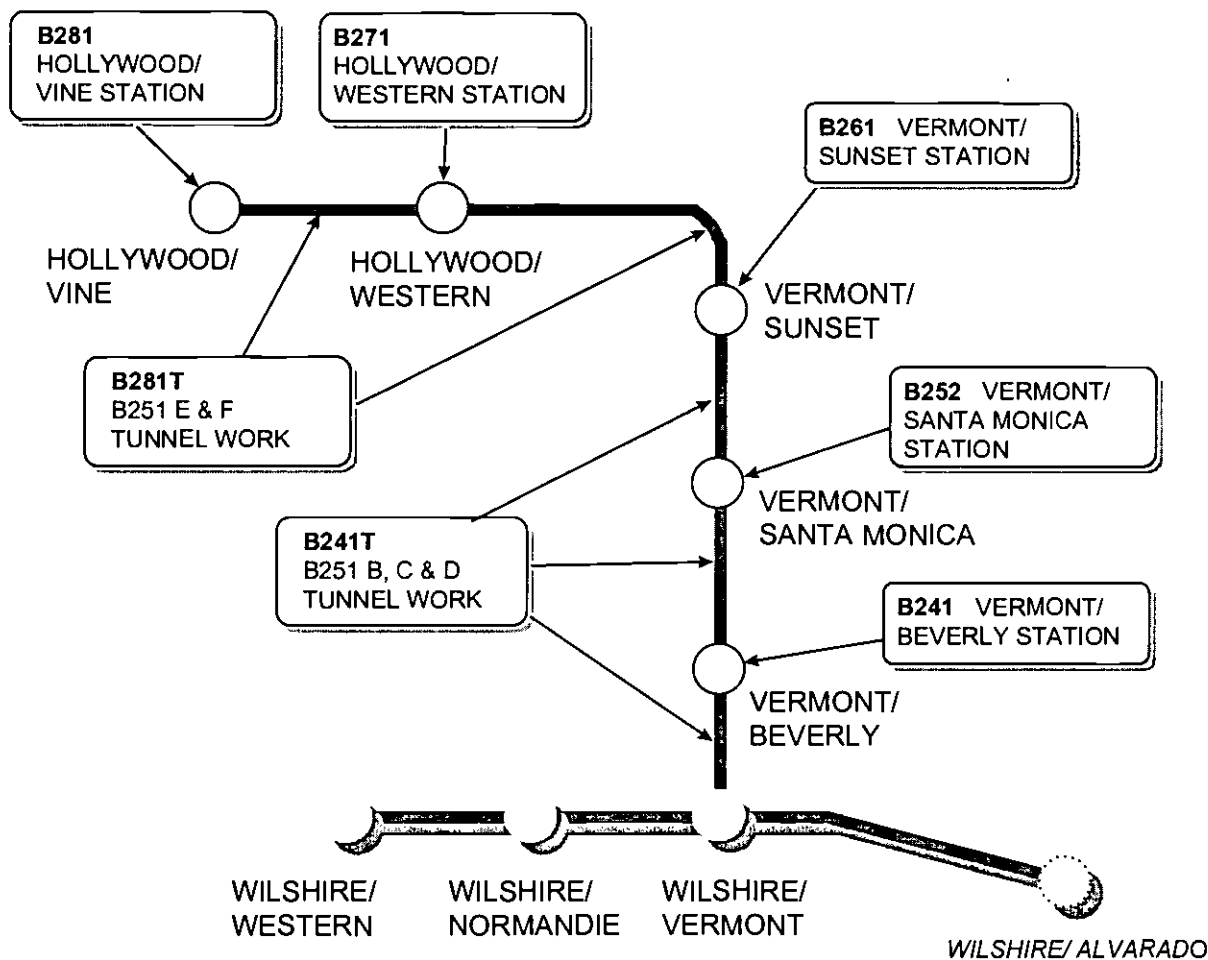 B281
HOLLYWOOD/
VINE STATION
B271
HOLLYWOOD/
WESTERN STATION
B261 VERMONT/
SUNSET STATION
HOLLYWOOD/
VINE
HOLLYWOOD/
WESTERN
VERMONT/
SUNSET
B281T
B251 E & F
TUNNEL WORK
B252 VERMONT/
SANTA MONICA
STATION
VERMONT/
SANTA MONICA
B241T
B251 B, C & D
TUNNEL WORK
B241 VERMONT/
BEVERLY STATION
VERMONT/
BEVERLY
WILSHIRE/
WESTERN
WILSHIRE/
NORMANDIE
WILSHIRE/
VERMONT
WILSHIRE/ ALVARADO